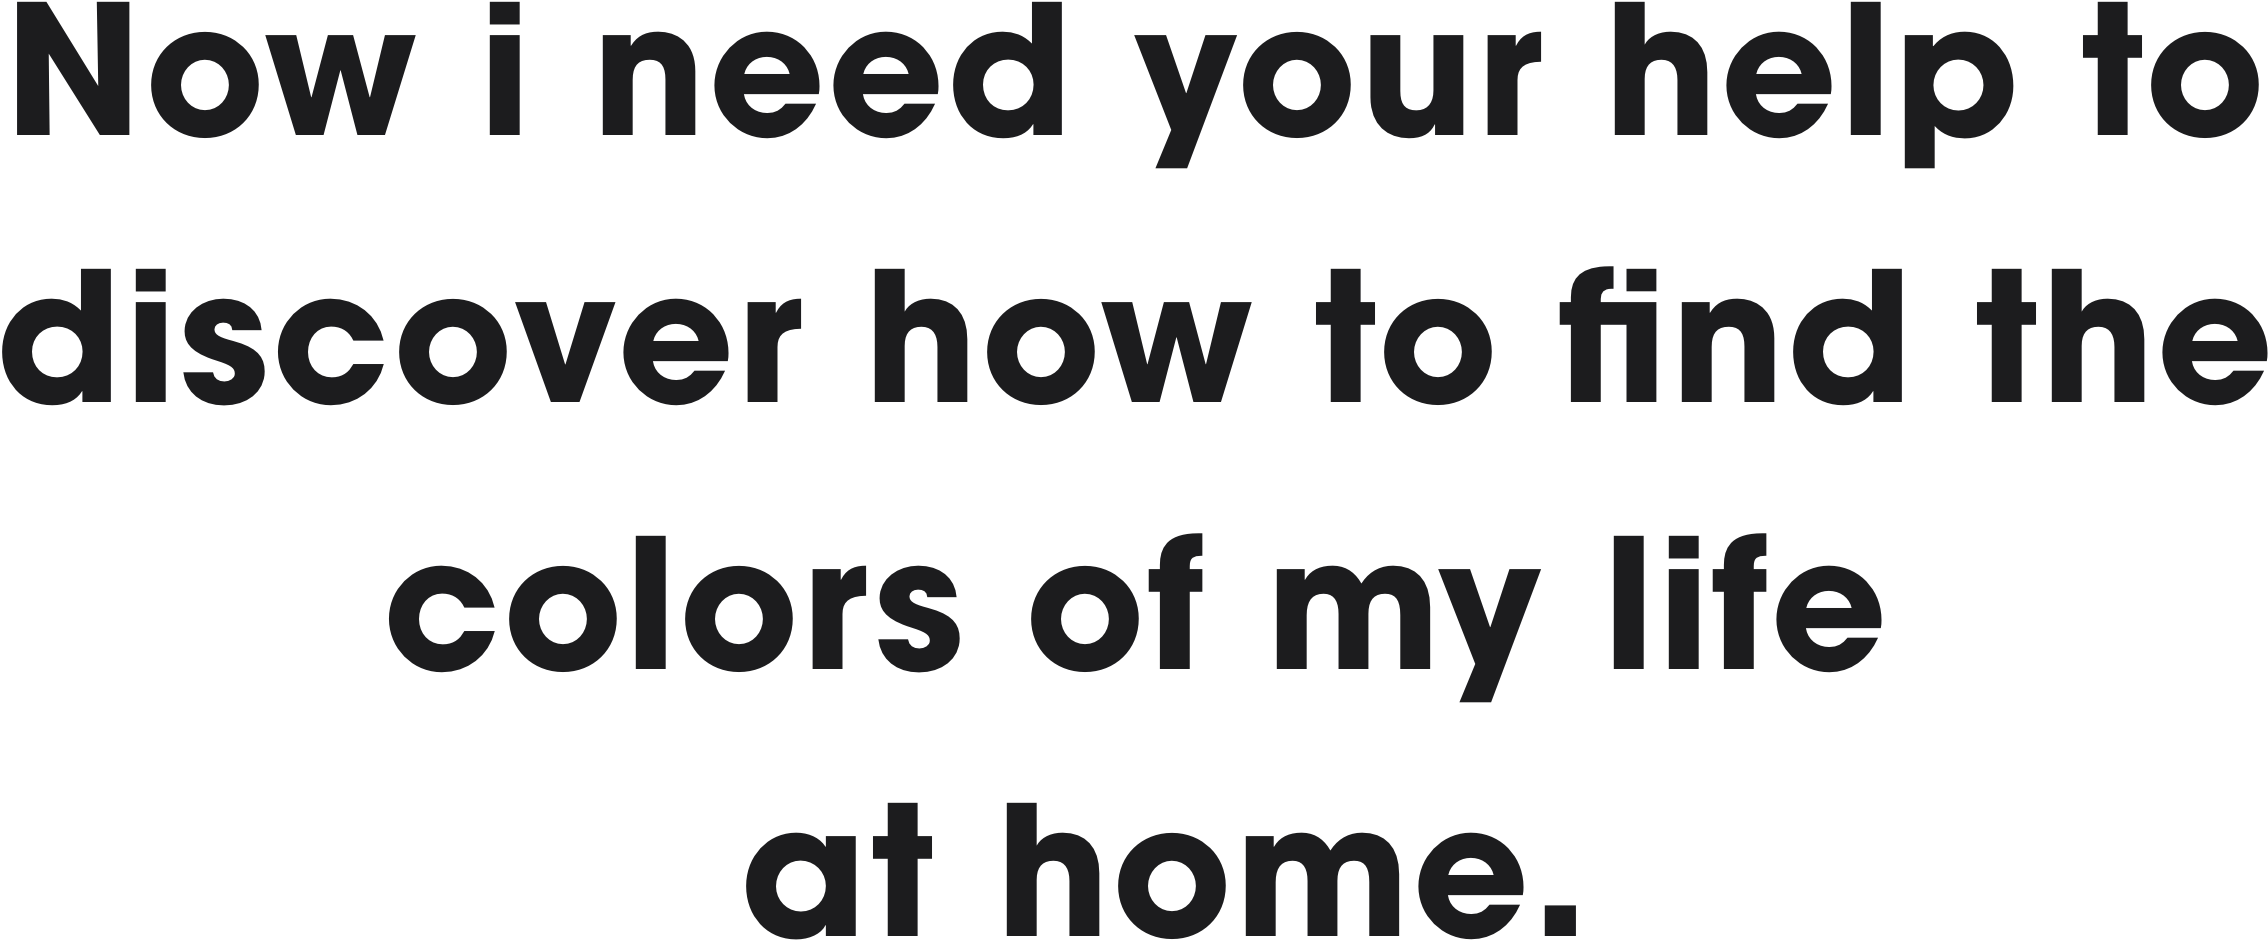 Now i need your help to
discover how to find the
colors of my life
at home.